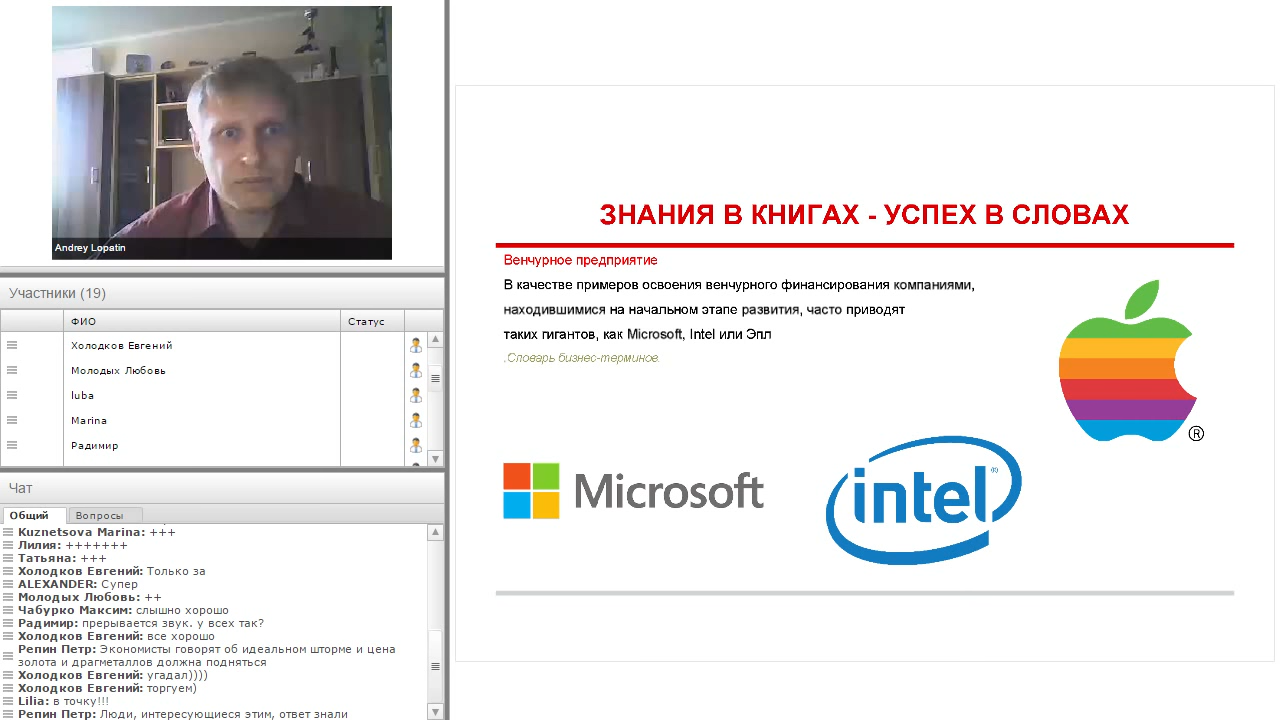 Andrey Lopatin
Участники (19)
ФИО
Статус
Холодков Евгений
Молодых Любовь
luba
Marina
Радимир
Чат
Общий
Вопросы
Kuznetsova Marina: +++
Лилия: +++++++
Татьяна: +++
Холодков Евгений: Только за
ALEXANDER: Супер
Молодых Любовь: ++
Чабурко Максим: слышно хорошо
Радимир: прерывается звук. у всех так?
Холодков Евгений: все хорошо
Репин Петр: Экономисты говорят об идеальном шторме и цена
золота и драгметаллов должна подняться
Холодков Евгений: угадал))))
Холодков Евгений: торгуем)
Lilia: в точку!!!
Репин Петр: Люди, интересующиеся этим, ответ знали
ЗНАНИЯ В КНИГАХ - УСПЕХ В СЛОВАХ
Венчурное предприятие
В качестве примеров освоения венчурного финансирования компаниями,
находившимися на начальном этапе развития, часто приводят
таких гигантов, как Microsoft, Intel или Эпл
.Словарь бизнес-терминов.
®
Microsoft
intel®